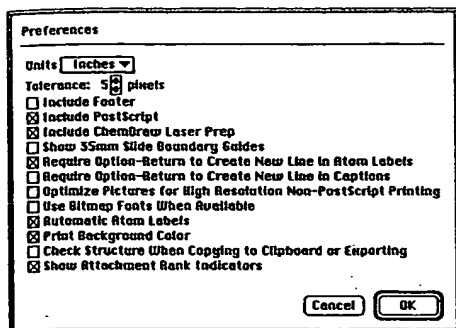 Preferences
Units: Inches
Tolerance: 5 pixels
Include Footer
Include PostScript
Include ChemDraw Laser Prep
Show 35mm Slide Boundary Guides
Require Option-Return to Create New Line in Atom Labels
Require Option-Return to Create New Line in Captions
Optimize Pictures for High Resolution Non-PostScript Printing
Use Bitmap Fonts When Available
Automatic Atom Labels
Print Background Color
Check Structure When Copying to Clipboard or Exporting
Show Attachment Rank Indicators
Cancel OK